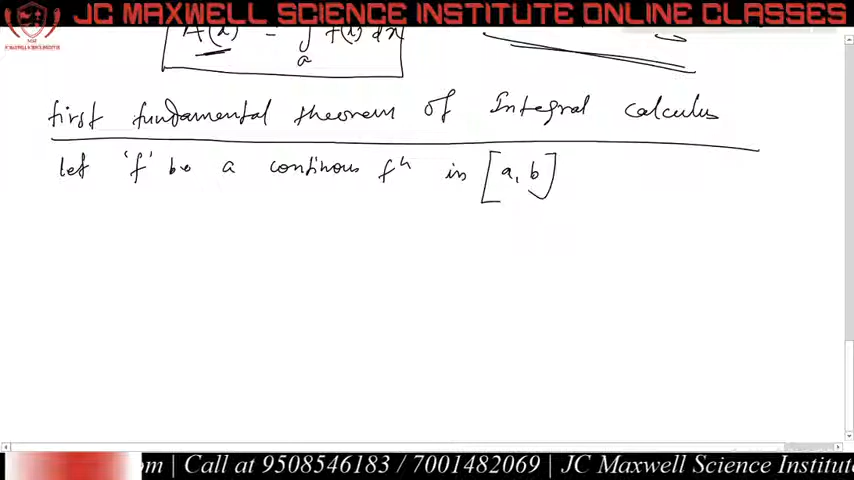 JC MAXWELL SCIENCE INSTITUTE ONLINE CLASSES
A(x) = ∫ f(x) dx
a
first fundamental theorem of Integral calculus
let 'f' be a continous fⁿ in [a, b]
om | Call at 9508546183 / 7001482069 | JC Maxwell Science Institute